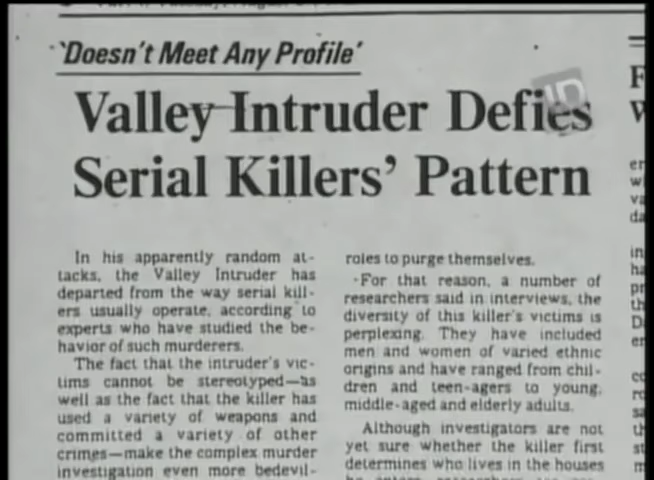 'Doesn't Meet Any Profile'
Valley Intruder Defies
Serial Killers' Pattern
ID
In his apparently random at-
tacks, the Valley Intruder has
departed from the way serial kill-
ers usually operate, according to
experts who have studied the be-
havior of such murderers.
The fact that the intruder's vic-
tims cannot be stereotyped—as
well as the fact that the killer has
used a variety of weapons and
committed a variety of other
crimes—make the complex murder
investigation even more bedevil-
roles to purge themselves.
For that reason, a number of
researchers said in interviews, the
diversity of this killer's victims is
perplexing. They have included
men and women of varied ethnic
origins and have ranged from chil-
dren and teen-agers to young,
middle-aged and elderly adults.
Although investigators are not
yet sure whether the killer first
determines who lives in the houses